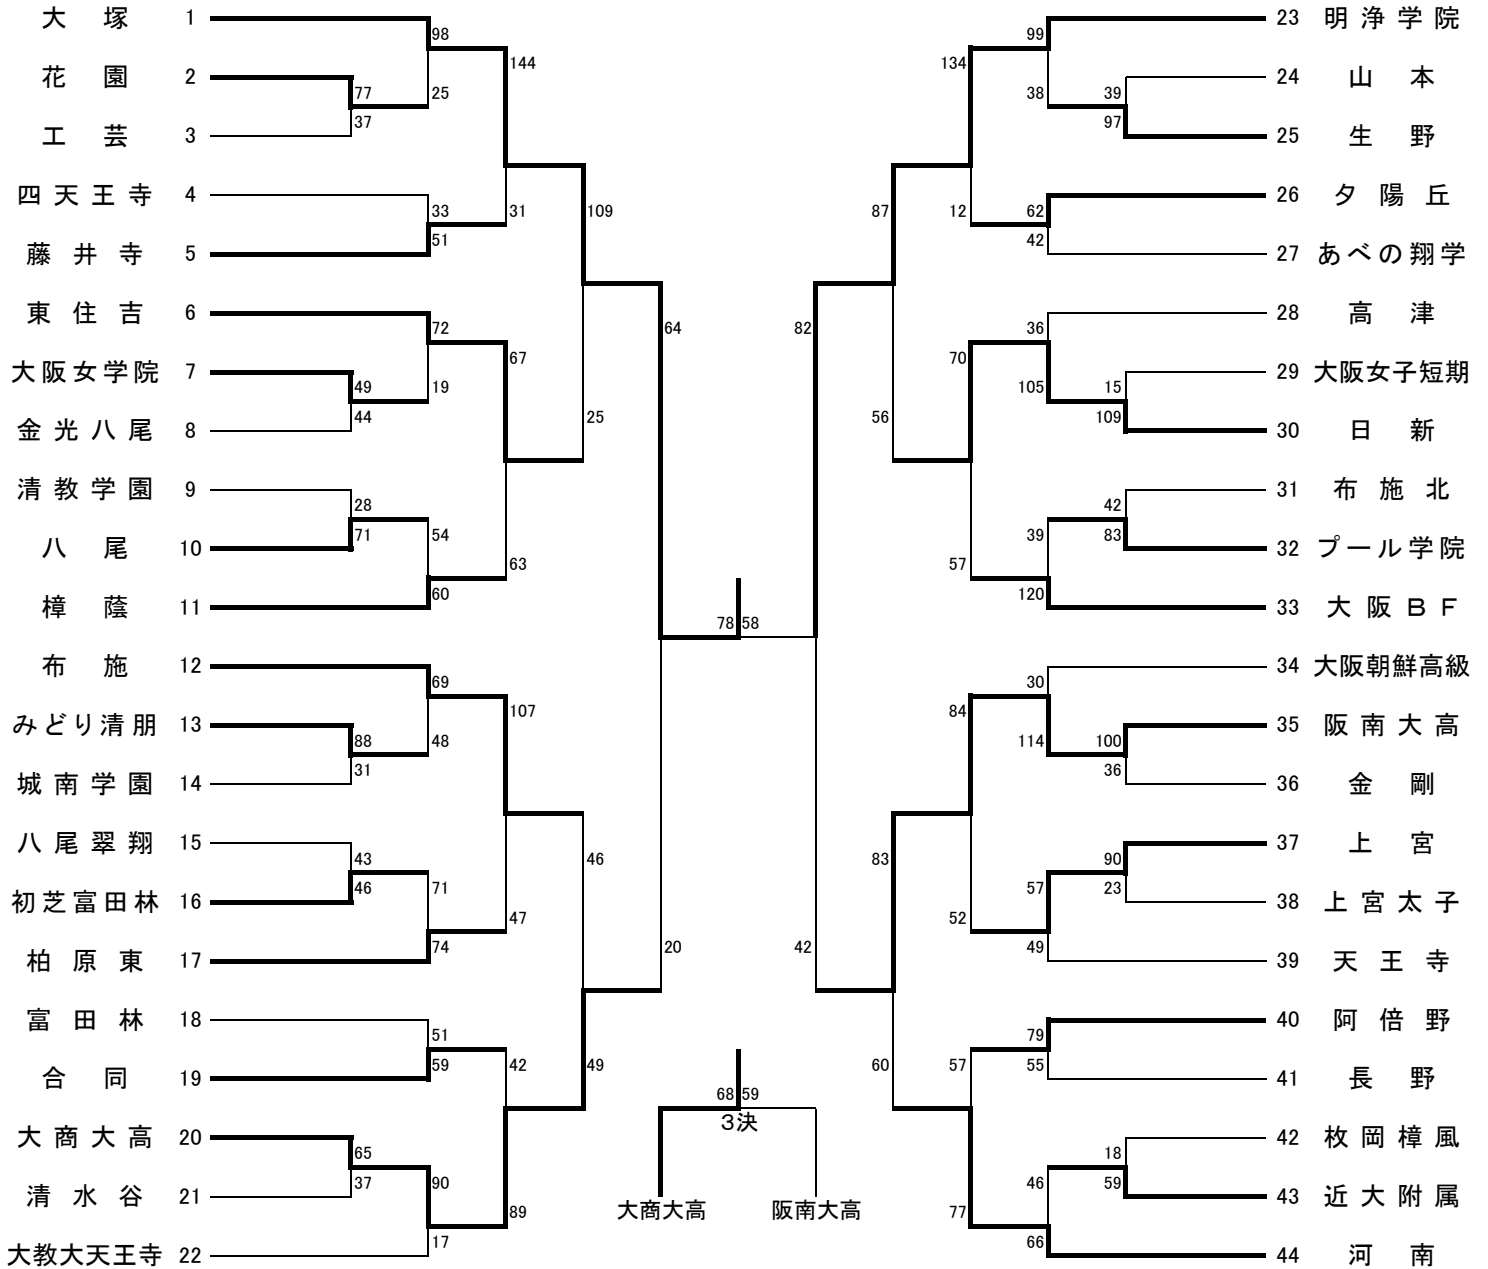 大塚 1
98
144
花園 2
77
25
37
工芸 3
四天王寺 4
33
31
109
51
藤井寺 5
東住吉 6
72
64
67
大阪女学院 7
49
19
44
25
金光八尾 8
清教学園 9
28
71
54
八尾 10
63
60
樟蔭 11
布施 12
69
107
みどり清朋 13
88
48
31
城南学園 14
八尾翠翔 15
43
46
46
71
初芝富田林 16
47
74
20
柏原東 17
富田林 18
51
59
42
49
合同 19
大商大高 20
65
37
90
清水谷 21
89
17
大教大天王寺 22
78 58
68 59
3決
大商大高 阪南大高
23 明浄学院
99
134
24 山本
38
39
97
25 生野
26 夕陽丘
87
12
62
42
27 あべの翔学
28 高津
82
36
70
29 大阪女子短期
105
15
109
56
30 日新
31 布施北
42
39
83
32 プール学院
57
120
33 大阪BF
34 大阪朝鮮高級
30
84
35 阪南大高
114
100
36
36 金剛
37 上宮
83
90
57
23
38 上宮太子
52
49
42
39 天王寺
40 阿倍野
79
60
57
55
41 長野
42 枚岡樟風
18
46
59
43 近大附属
77
66
44 河南